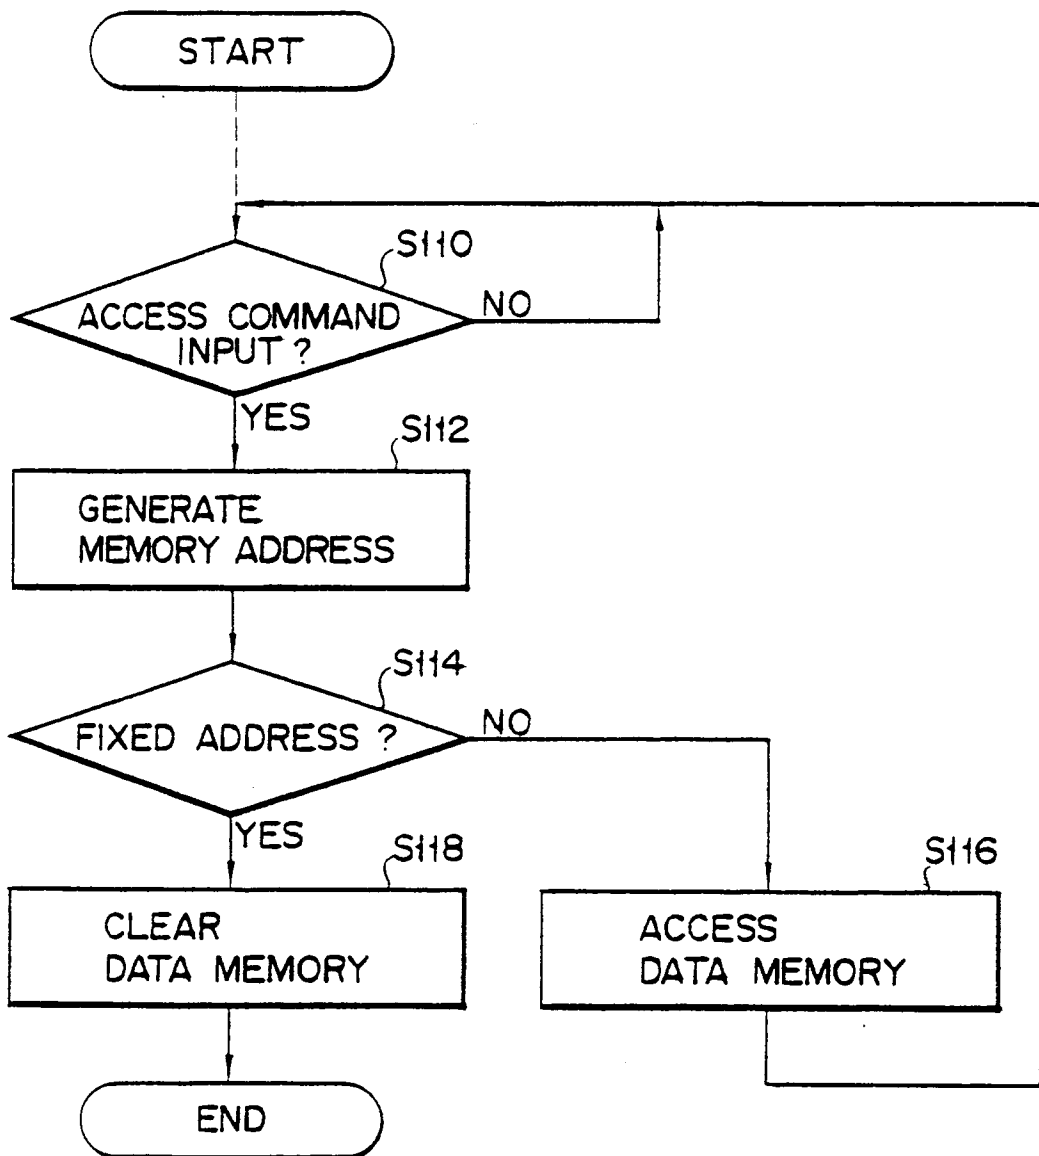 START
S110
ACCESS COMMAND
INPUT ?
NO
YES
S112
GENERATE
MEMORY ADDRESS
S114
FIXED ADDRESS ?
NO
YES
S118
CLEAR
DATA MEMORY
S116
ACCESS
DATA MEMORY
END